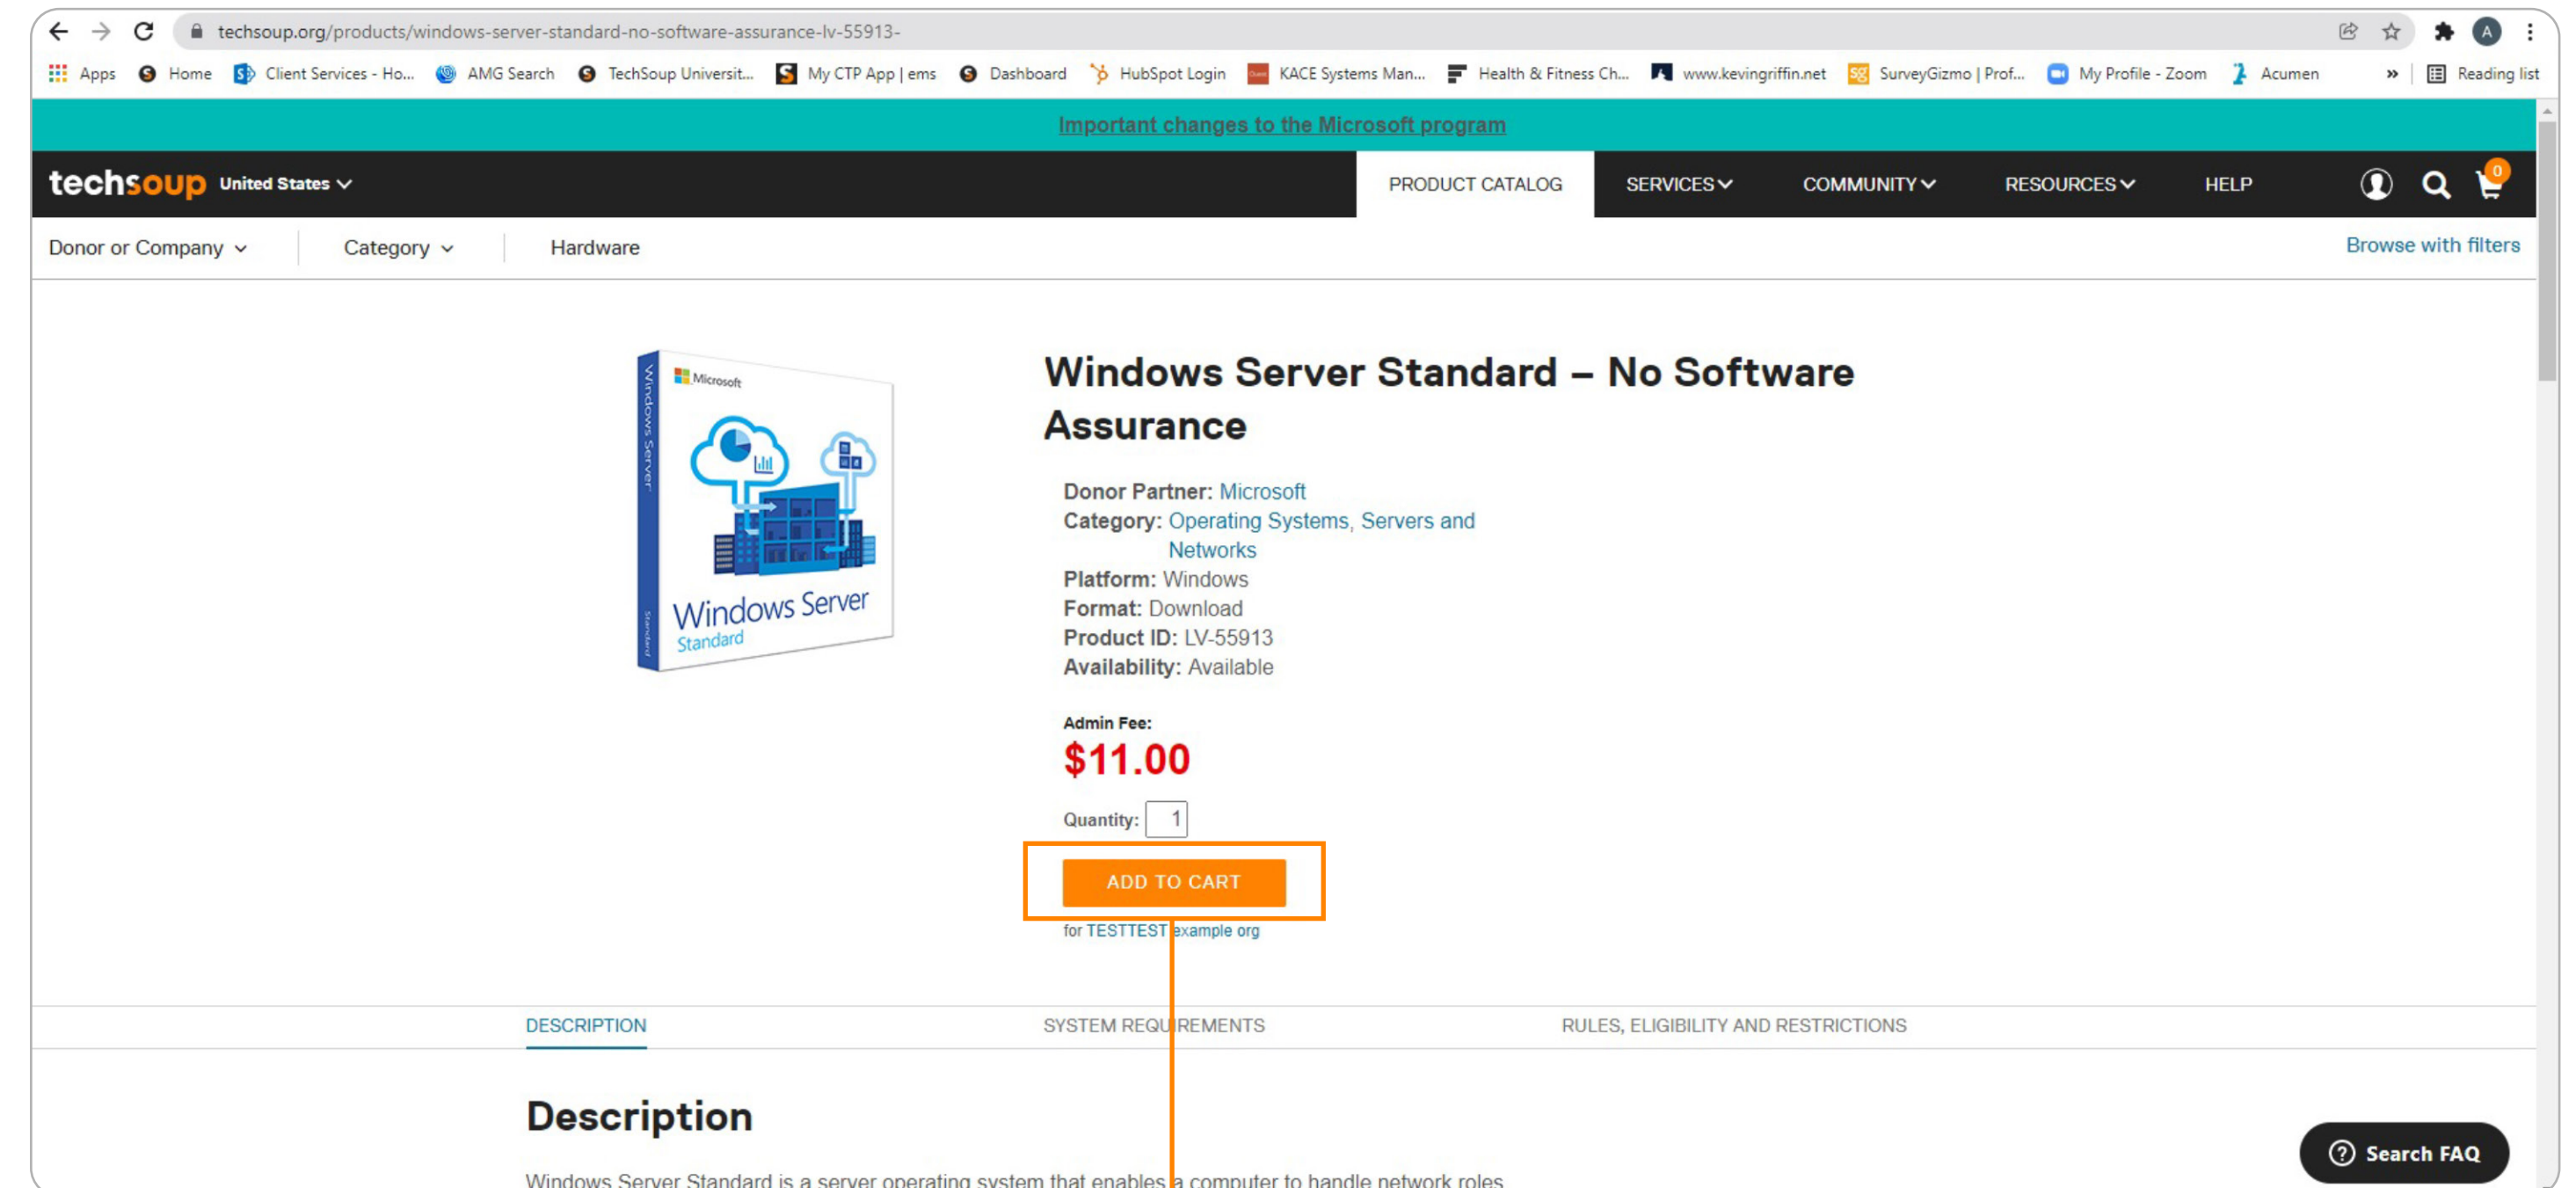 techsoup.org/products/windows-server-standard-no-software-assurance-lv-55913-
Apps Home Client Services - Ho... AMG Search TechSoup Universit... My CTP App | ems Dashboard HubSpot Login KACE Systems Man... Health & Fitness Ch... www.kevingriffin.net SurveyGizmo | Prof... My Profile - Zoom Acumen » Reading list
Important changes to the Microsoft program
techsoup United States PRODUCT CATALOG SERVICES COMMUNITY RESOURCES HELP 0
Donor or Company Category Hardware Browse with filters
Microsoft
Windows Server
Standard
Windows Server
Standard
Windows Server Standard – No Software
Assurance
Donor Partner: Microsoft
Category: Operating Systems, Servers and
Networks
Platform: Windows
Format: Download
Product ID: LV-55913
Availability: Available
Admin Fee:
$11.00
Quantity: 1
ADD TO CART
for TESTTEST example org
DESCRIPTION SYSTEM REQUIREMENTS RULES, ELIGIBILITY AND RESTRICTIONS
Description
Windows Server Standard is a server operating system that enables a computer to handle network roles
Search FAQ